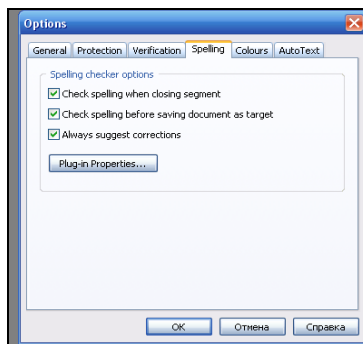 Options
General Protection Verification Spelling Colours AutoText
Spelling checker options
Check spelling when closing segment
Check spelling before saving document as target
Always suggest corrections
Plug-in Properties...
OK Отмена Справка